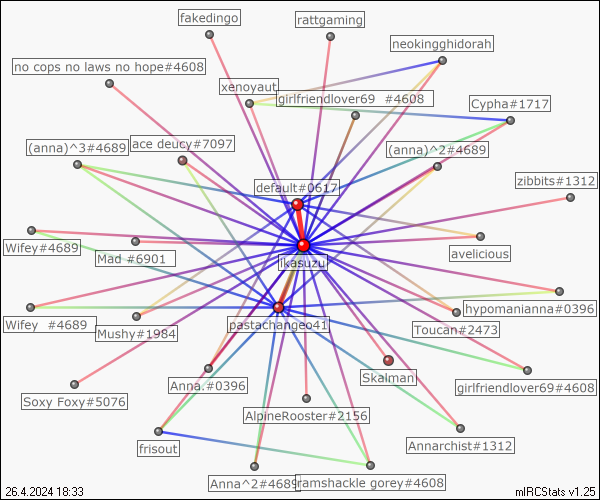 fakedingo
rattgaming
neokingghidorah
no cops no laws no hope#4608
xenoyaut
girlfriendlover69 #4608
Cypha#1717
ace deucy#7097
(anna)^3#4689
(anna)^2#4689
default#0617
zibbits#1312
Wifey#4689
Mad #6901
avelicious
ikasuzu
hypomanianna#0396
Wifey #4689
Mushy#1984
pastachangeo41
Toucan#2473
Skalman
Anna.#0396
girlfriendlover69#4608
Soxy Foxy#5076
AlpineRooster#2156
frisout
Annarchist#1312
Anna^2#4689
ramshackle gorey#4608
26.4.2024 18:33
mIRCStats v1.25